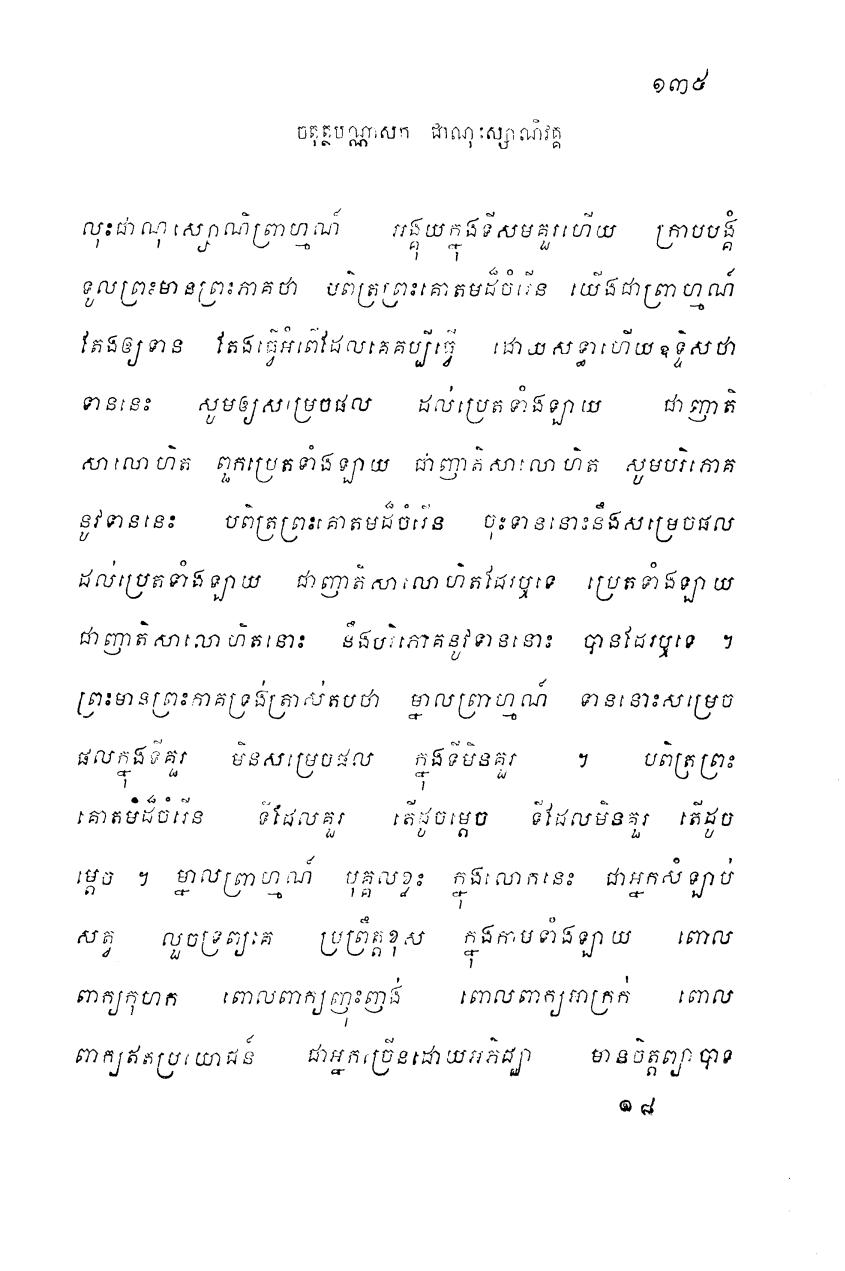 ១៣៥
ចតុត្ថបណ្ណាសក ជាណុស្សោណិវគ្គ
លុះជាណុស្សោណិព្រាហ្មណ៍ អង្គុយក្នុងទីសមគួរហើយ ក្រាបបង្គំ
ទូលព្រះមានព្រះភាគថា បពិត្រព្រះគោតមដ៏ចំរើន យើងជាព្រាហ្មណ៍
តែងឲ្យទាន តែងធ្វើអំពើដែលគេគប្បីធ្វើ ដោយសទ្ធាហើយឧទ្ទិសថា
ទាននេះ សូមឲ្យសម្រេចផល ដល់ប្រេតទាំងឡាយ ជាញាតិ
សាលោហិត ពួកប្រេតទាំងឡាយ ជាញាតិសាលោហិត សូមបរិភោគ
នូវទាននេះ បពិត្រព្រះគោតមដ៏ចំរើន ចុះទាននោះនឹងសម្រេចផល
ដល់ប្រេតទាំងឡាយ ជាញាតិសាលោហិតដែរឬទេ ប្រេតទាំងឡាយ
ជាញាតិសាលោហិតនោះ នឹងបរិភោគនូវទាននោះ បានដែរឬទេ ។
ព្រះមានព្រះភាគទ្រង់ត្រាស់តបថា ម្នាលព្រាហ្មណ៍ ទាននោះសម្រេច
ផលក្នុងទីគួរ មិនសម្រេចផល ក្នុងទីមិនគួរ ។ បពិត្រព្រះ
គោតមដ៏ចំរើន ទីដែលគួរ តើដូចម្តេច ទីដែលមិនគួរ តើដូច
ម្តេច ។ ម្នាលព្រាហ្មណ៍ បុគ្គលខ្លះ ក្នុងលោកនេះ ជាអ្នកសំឡាប់
សត្វ លួចទ្រព្យគេ ប្រព្រឹត្តខុស ក្នុងកាមទាំងឡាយ ពោល
ពាក្យកុហក ពោលពាក្យញុះញង់ ពោលពាក្យអាក្រក់ ពោល
ពាក្យឥតប្រយោជន៍ ជាអ្នកច្រើនដោយអភិជ្ឈា មានចិត្តព្យាបាទ
១៨